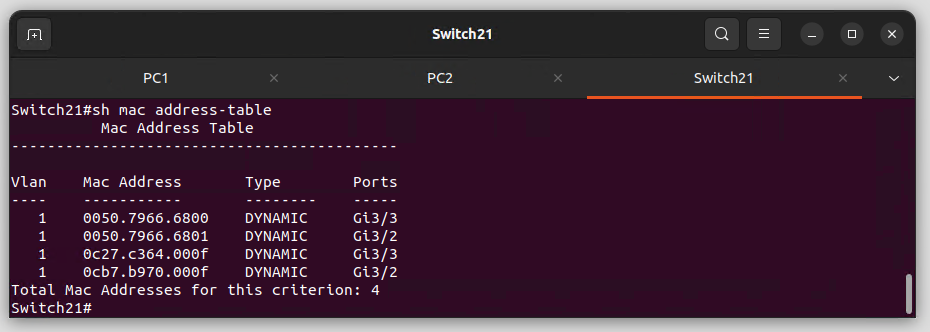 Switch21
PC1 PC2 Switch21
Switch21#sh mac address-table
          Mac Address Table
-------------------------------------------

Vlan    Mac Address       Type        Ports
----    -----------       --------    -----
   1    0050.7966.6800    DYNAMIC     Gi3/3
   1    0050.7966.6801    DYNAMIC     Gi3/2
   1    0c27.c364.000f    DYNAMIC     Gi3/3
   1    0cb7.b970.000f    DYNAMIC     Gi3/2
Total Mac Addresses for this criterion: 4
Switch21#